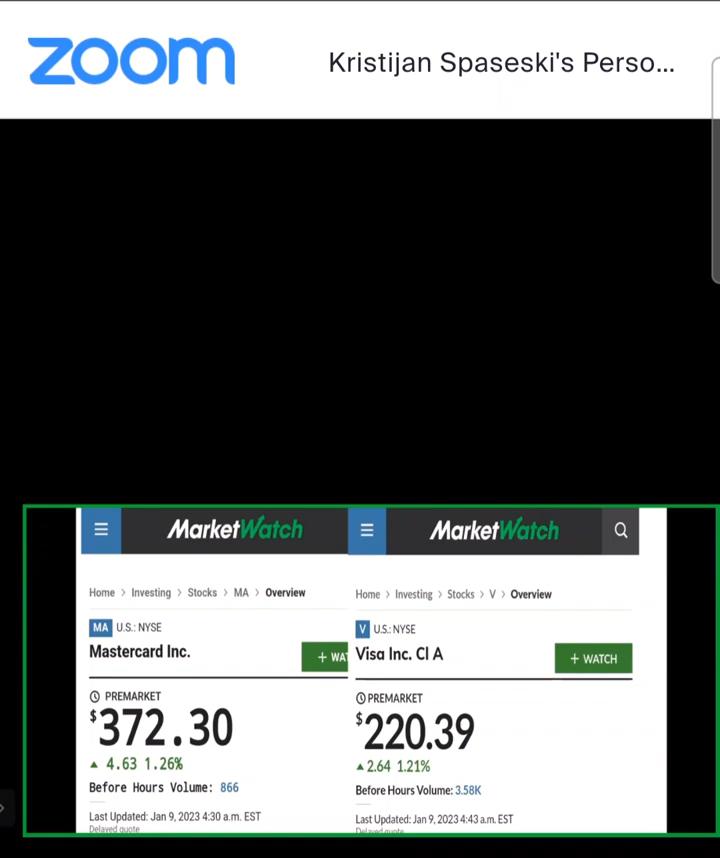 zoom
Kristijan Spaseski's Perso...
MarketWatch
Home > Investing > Stocks > MA > Overview
MA U.S.: NYSE
Mastercard Inc.
+ WAT
PREMARKET
$372.30
▲ 4.63 1.26%
Before Hours Volume: 866
Last Updated: Jan 9, 2023 4:30 a.m. EST
Delayed quote
MarketWatch
Home > Investing > Stocks > V > Overview
V U.S.: NYSE
Visa Inc. Cl A
+ WATCH
PREMARKET
$220.39
▲ 2.64 1.21%
Before Hours Volume: 3.58K
Last Updated: Jan 9, 2023 4:43 a.m. EST
Delayed quote